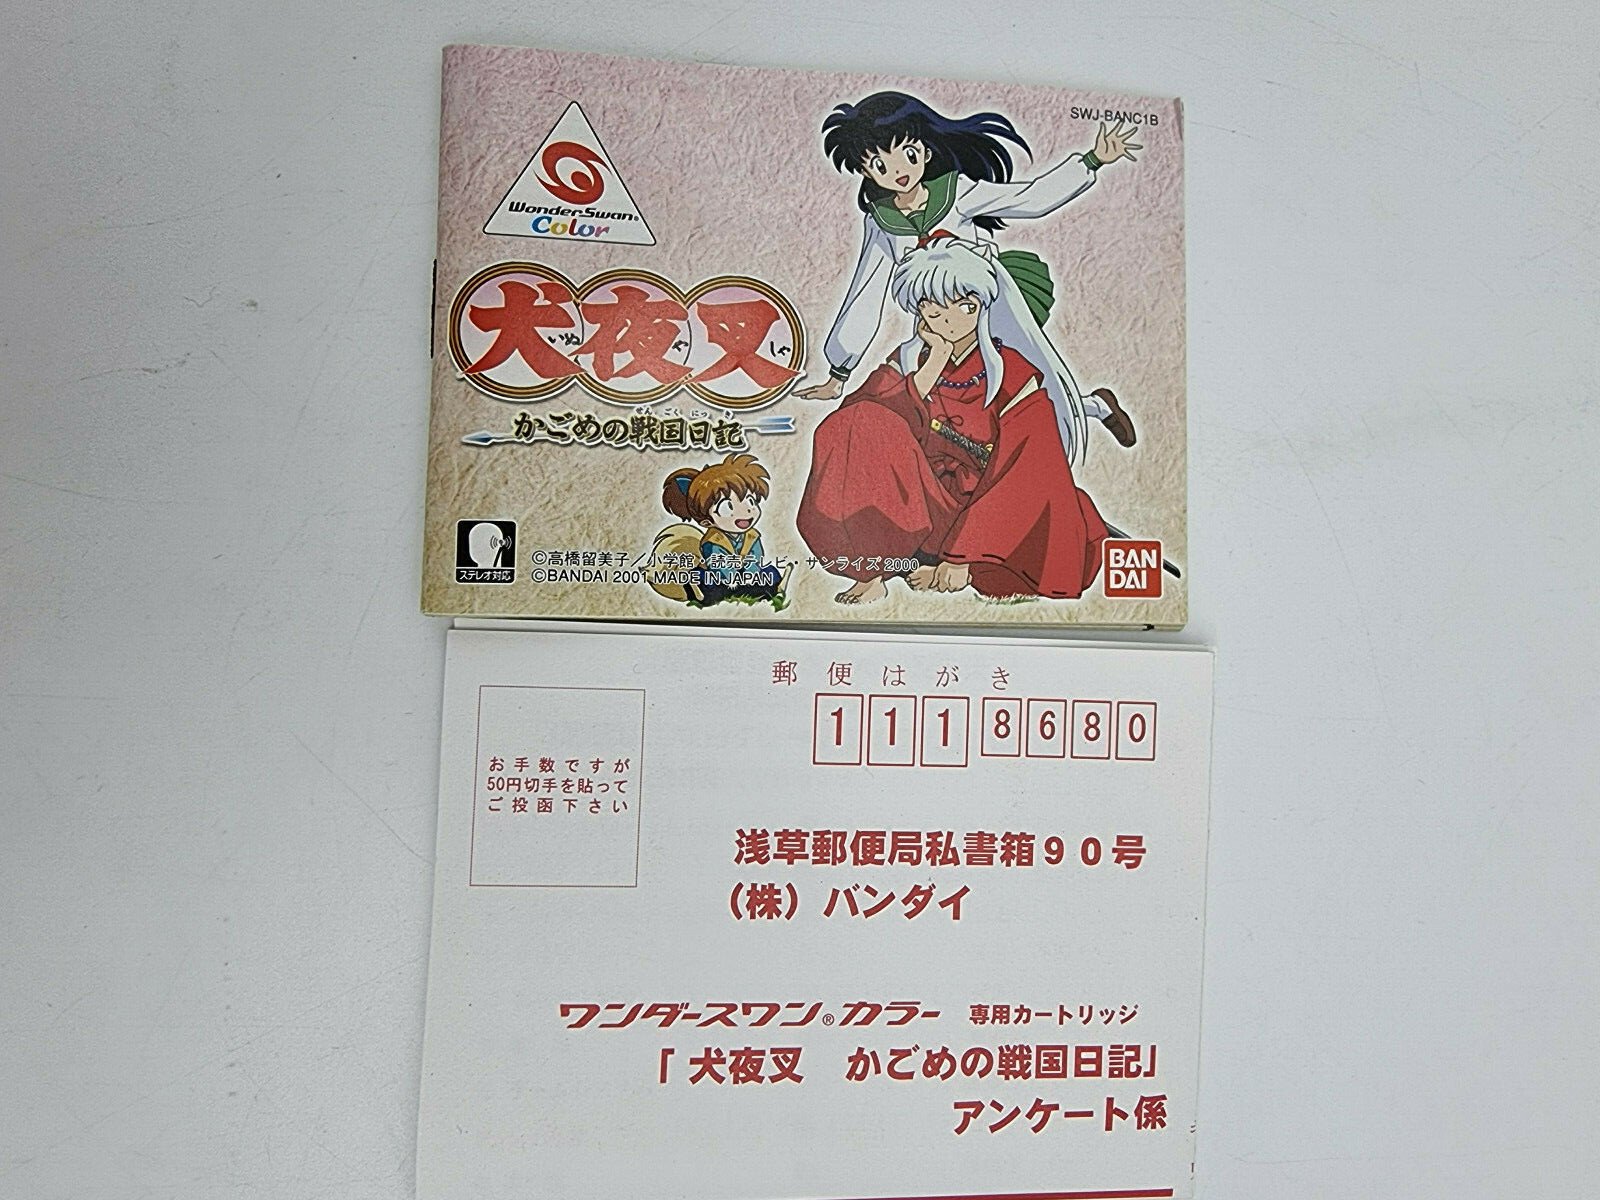 SWJ-BANC1B
WonderSwan®
Color
犬夜叉
いぬ や しゃ
せん ごく にっ き
かごめの戦国日記
ステレオ対応
©高橋留美子／小学館・読売テレビ・サンライズ 2000
©BANDAI 2001 MADE IN JAPAN
BAN
DAI
郵便はがき
111 8680
お手数ですが
50円切手を貼って
ご投函下さい
浅草郵便局私書箱90号
（株）バンダイ
ワンダースワン®カラー 専用カートリッジ
「犬夜叉　かごめの戦国日記」
アンケート係